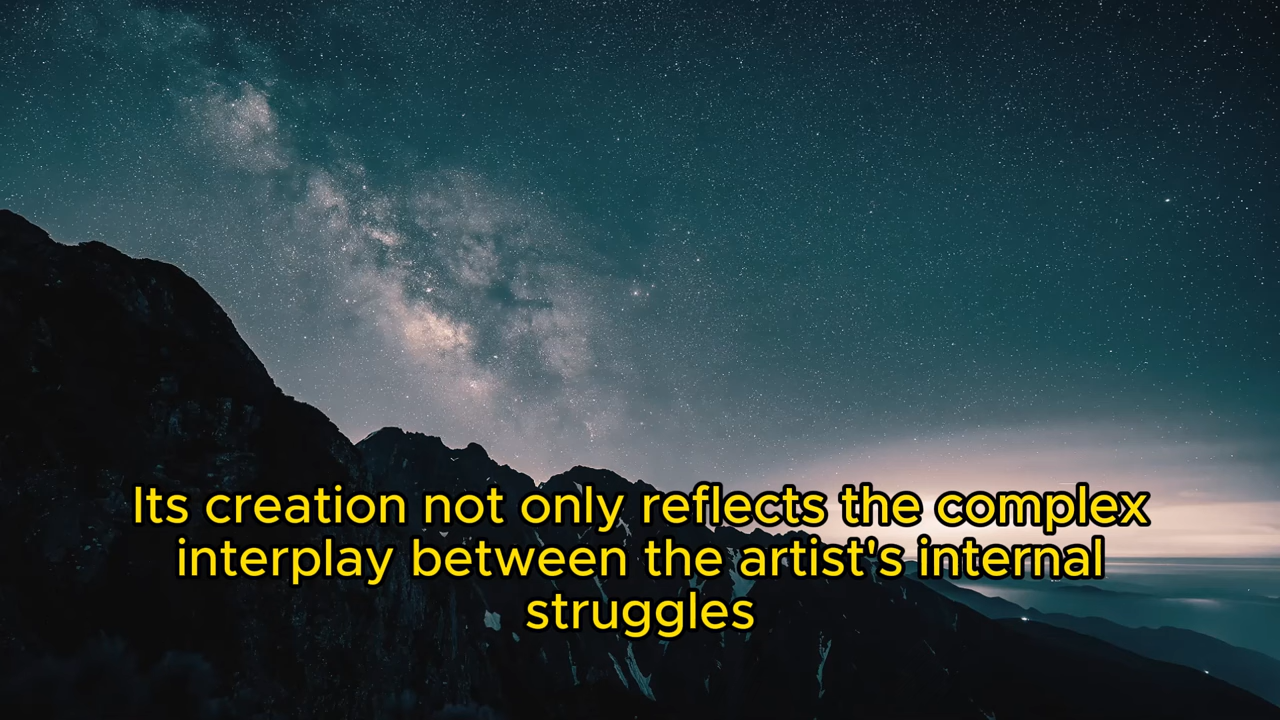 Its creation not only reflects the complex
interplay between the artist's internal
struggles